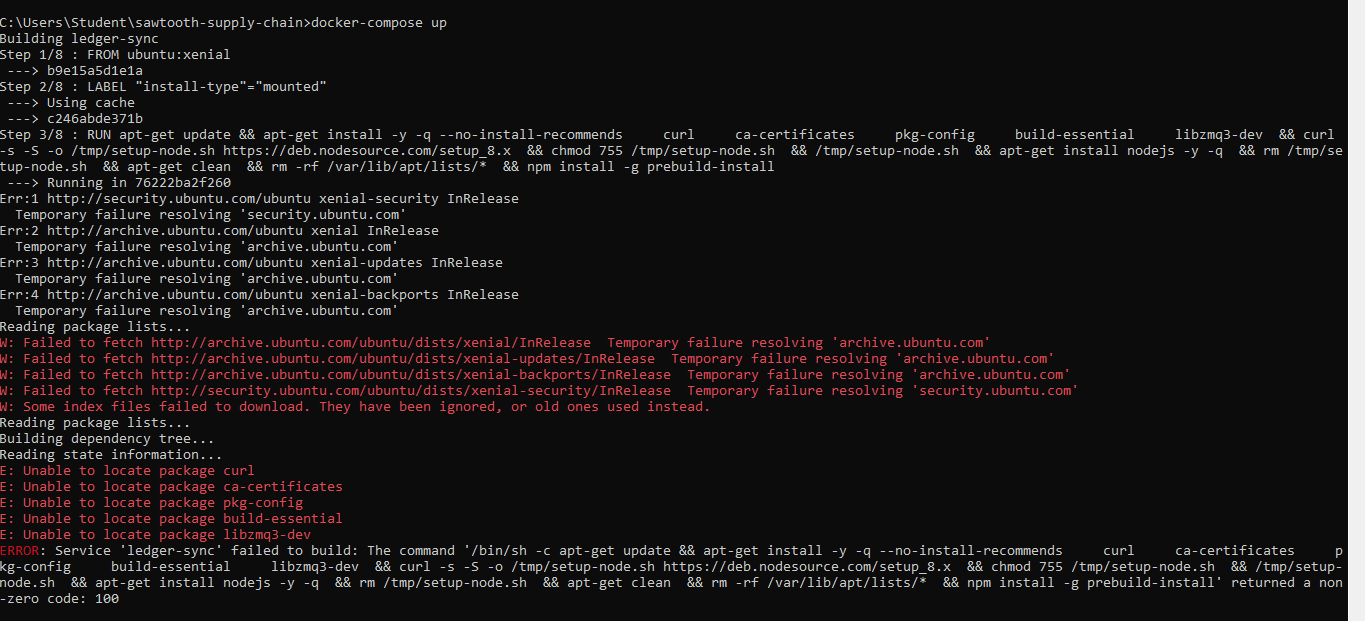 C:\Users\Student\sawtooth-supply-chain>docker-compose up
Building ledger-sync
Step 1/8 : FROM ubuntu:xenial
 ---> b9e15a5d1e1a
Step 2/8 : LABEL "install-type"="mounted"
 ---> Using cache
 ---> c246abde371b
Step 3/8 : RUN apt-get update && apt-get install -y -q --no-install-recommends     curl     ca-certificates     pkg-config     build-essential     libzmq3-dev  && curl
-s -S -o /tmp/setup-node.sh https://deb.nodesource.com/setup_8.x  && chmod 755 /tmp/setup-node.sh  && /tmp/setup-node.sh  && apt-get install nodejs -y -q  && rm /tmp/se
tup-node.sh  && apt-get clean  && rm -rf /var/lib/apt/lists/*  && npm install -g prebuild-install
 ---> Running in 76222ba2f260
Err:1 http://security.ubuntu.com/ubuntu xenial-security InRelease
  Temporary failure resolving 'security.ubuntu.com'
Err:2 http://archive.ubuntu.com/ubuntu xenial InRelease
  Temporary failure resolving 'archive.ubuntu.com'
Err:3 http://archive.ubuntu.com/ubuntu xenial-updates InRelease
  Temporary failure resolving 'archive.ubuntu.com'
Err:4 http://archive.ubuntu.com/ubuntu xenial-backports InRelease
  Temporary failure resolving 'archive.ubuntu.com'
Reading package lists...
W: Failed to fetch http://archive.ubuntu.com/ubuntu/dists/xenial/InRelease  Temporary failure resolving 'archive.ubuntu.com'
W: Failed to fetch http://archive.ubuntu.com/ubuntu/dists/xenial-updates/InRelease  Temporary failure resolving 'archive.ubuntu.com'
W: Failed to fetch http://archive.ubuntu.com/ubuntu/dists/xenial-backports/InRelease  Temporary failure resolving 'archive.ubuntu.com'
W: Failed to fetch http://security.ubuntu.com/ubuntu/dists/xenial-security/InRelease  Temporary failure resolving 'security.ubuntu.com'
W: Some index files failed to download. They have been ignored, or old ones used instead.
Reading package lists...
Building dependency tree...
Reading state information...
E: Unable to locate package curl
E: Unable to locate package ca-certificates
E: Unable to locate package pkg-config
E: Unable to locate package build-essential
E: Unable to locate package libzmq3-dev
ERROR: Service 'ledger-sync' failed to build: The command '/bin/sh -c apt-get update && apt-get install -y -q --no-install-recommends     curl     ca-certificates     p
kg-config     build-essential     libzmq3-dev  && curl -s -S -o /tmp/setup-node.sh https://deb.nodesource.com/setup_8.x  && chmod 755 /tmp/setup-node.sh  && /tmp/setup-
node.sh  && apt-get install nodejs -y -q  && rm /tmp/setup-node.sh  && apt-get clean  && rm -rf /var/lib/apt/lists/*  && npm install -g prebuild-install' returned a non
-zero code: 100